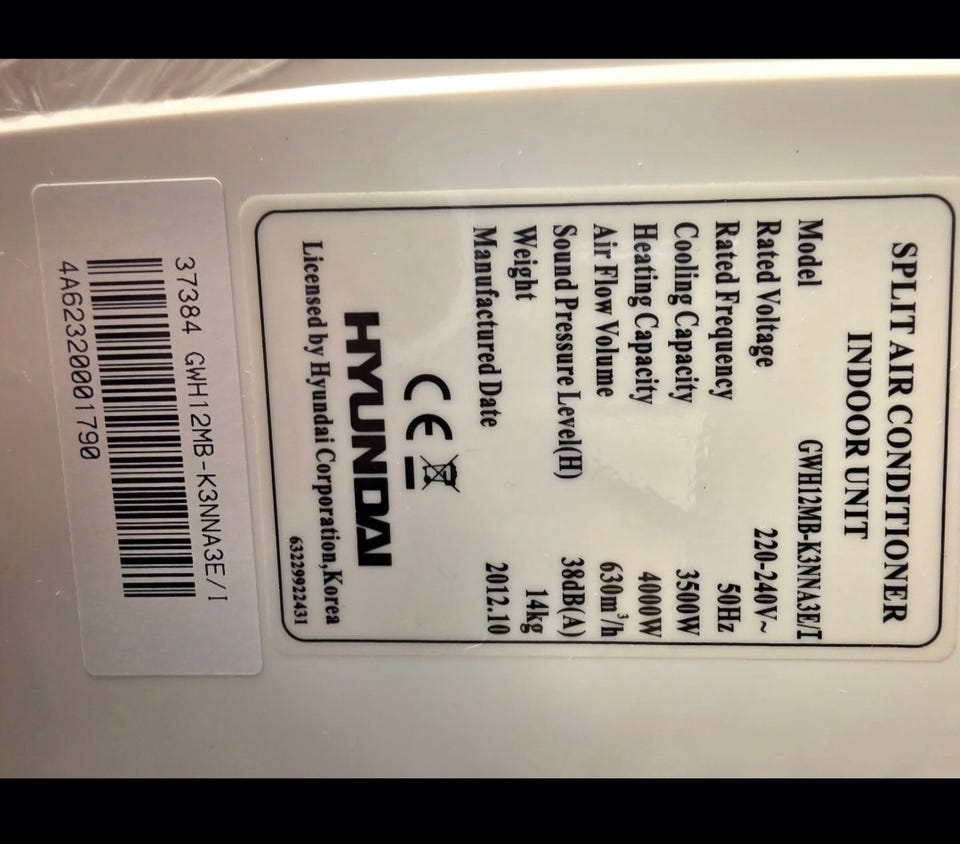 SPLIT AIR CONDITIONER
INDOOR UNIT
Model GWH12MB-K3NNA3E/I
Rated Voltage 220-240V~
Rated Frequency 50Hz
Cooling Capacity 3500W
Heating Capacity 4000W
Air Flow Volume 630m³/h
Sound Pressure Level(H) 38dB(A)
Weight 14kg
Manufactured Date 2012.10
CE
HYUNDAI
Licensed by Hyundai Corporation,Korea
63229922431
37384 GWH12MB-K3NNA3E/I
4A62320001790